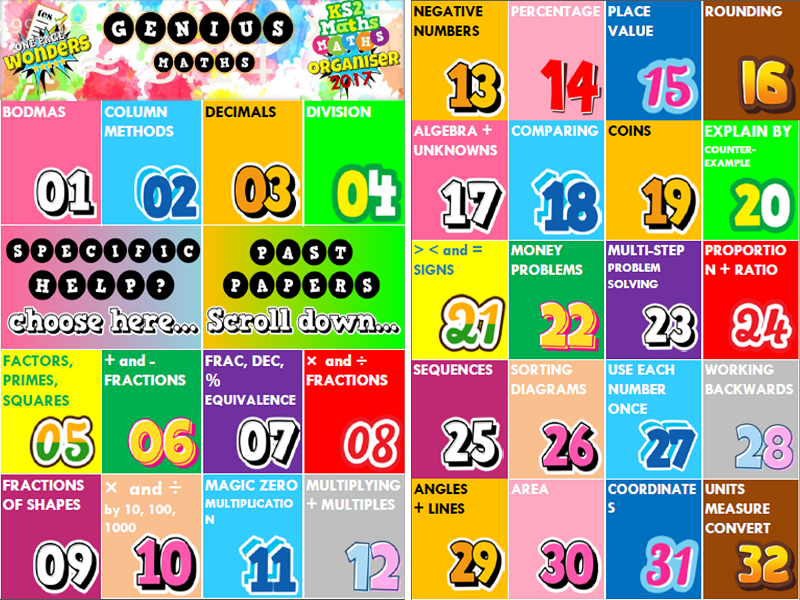 tes
ONE PAGE
WONDERS
GENIUS
MATHS
KS2
Maths
MATHS
ORGANISER
2017
BODMAS
01
COLUMN
METHODS
02
DECIMALS
03
DIVISION
04
SPECIFIC
HELP?
choose here...
PAST
PAPERS
Scroll down...
FACTORS,
PRIMES,
SQUARES
05
+ and -
FRACTIONS
06
FRAC, DEC,
%
EQUIVALENCE
07
× and ÷
FRACTIONS
08
FRACTIONS
OF SHAPES
09
× and ÷
by 10, 100,
1000
10
MAGIC ZERO
MULTIPLICATIO
N
11
MULTIPLYING
+ MULTIPLES
12
NEGATIVE
NUMBERS
13
PERCENTAGE
14
PLACE
VALUE
15
ROUNDING
16
ALGEBRA +
UNKNOWNS
17
COMPARING
18
COINS
19
EXPLAIN BY
COUNTER-
EXAMPLE
20
> < and =
SIGNS
21
MONEY
PROBLEMS
22
MULTI-STEP
PROBLEM
SOLVING
23
PROPORTIO
N + RATIO
24
SEQUENCES
25
SORTING
DIAGRAMS
26
USE EACH
NUMBER
ONCE
27
WORKING
BACKWARDS
28
ANGLES
+ LINES
29
AREA
30
COORDINATE
S
31
UNITS
MEASURE
CONVERT
32